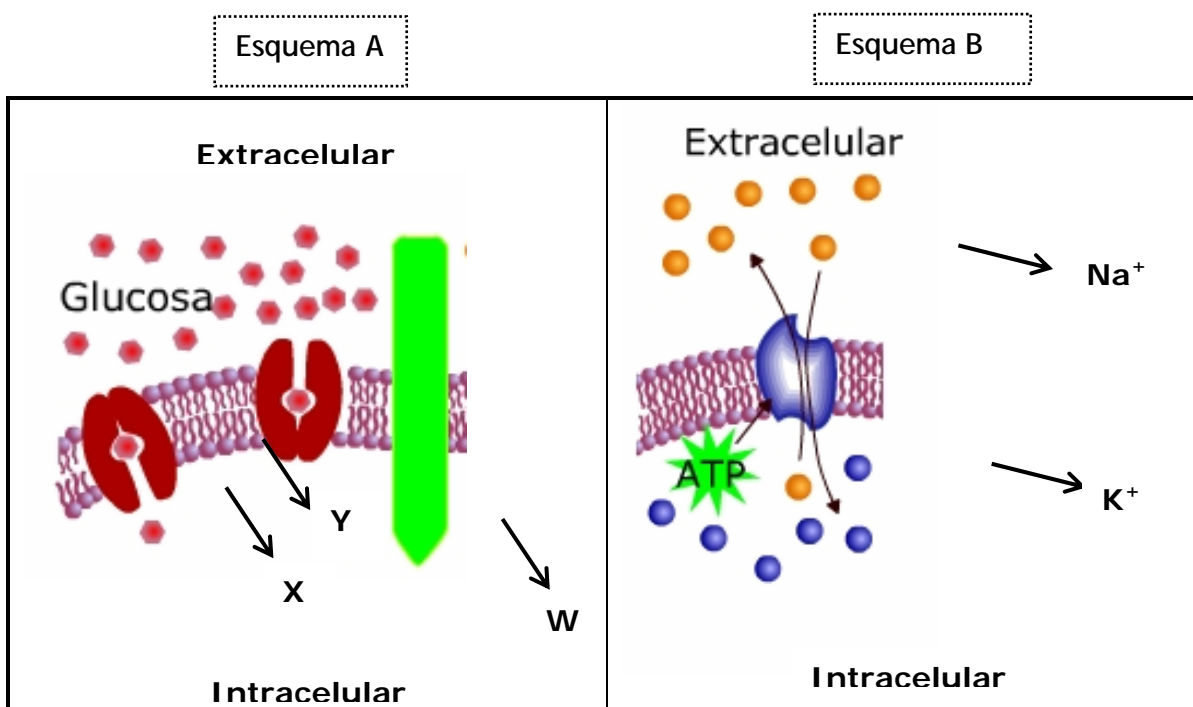 Esquema A
Esquema B
Extracelular
Glucosa
Y
X
W
Intracelular
Extracelular
Na⁺
ATP
K⁺
Intracelular